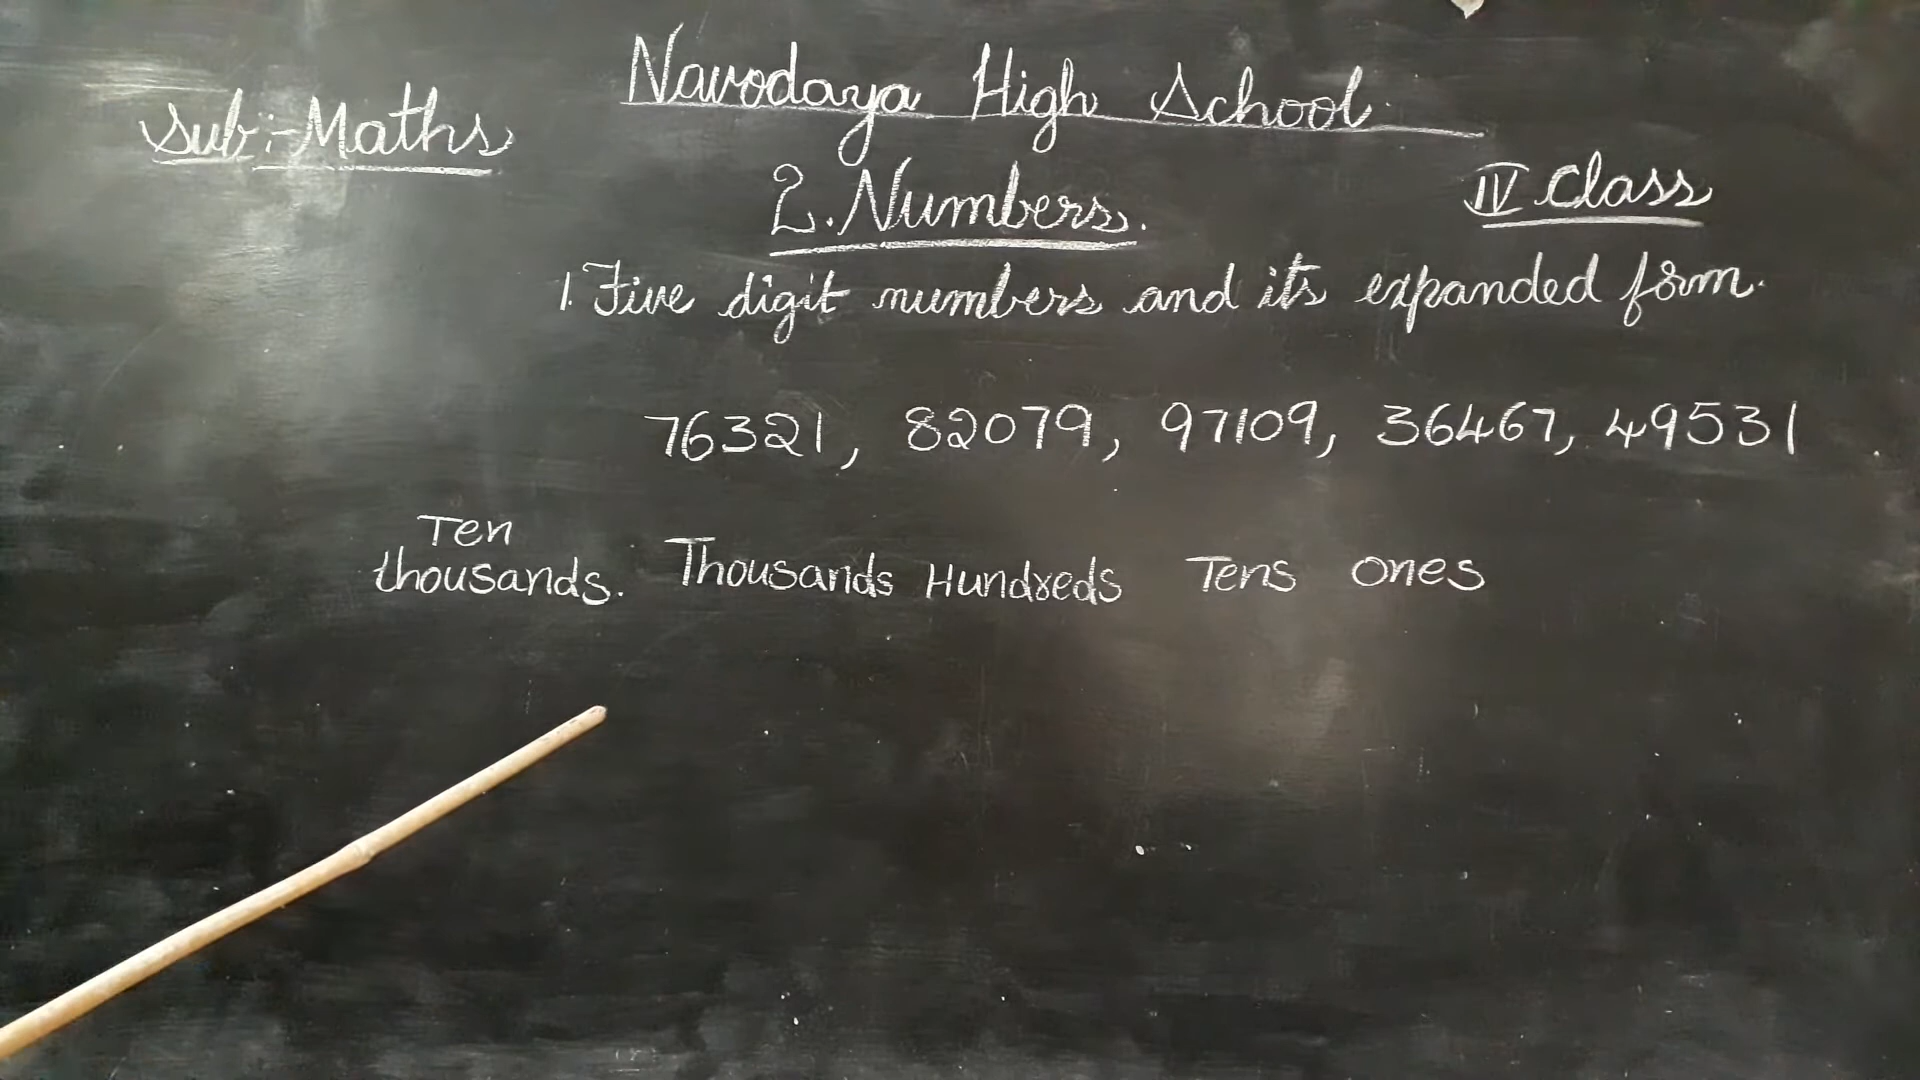 Navodaya High School.
Sub:- Maths
2. Numbers.
IV Class
1. Five digit numbers and its expanded form.
76321, 82079, 97109, 36467, 49531
Ten
thousands. Thousands Hundreds Tens ones